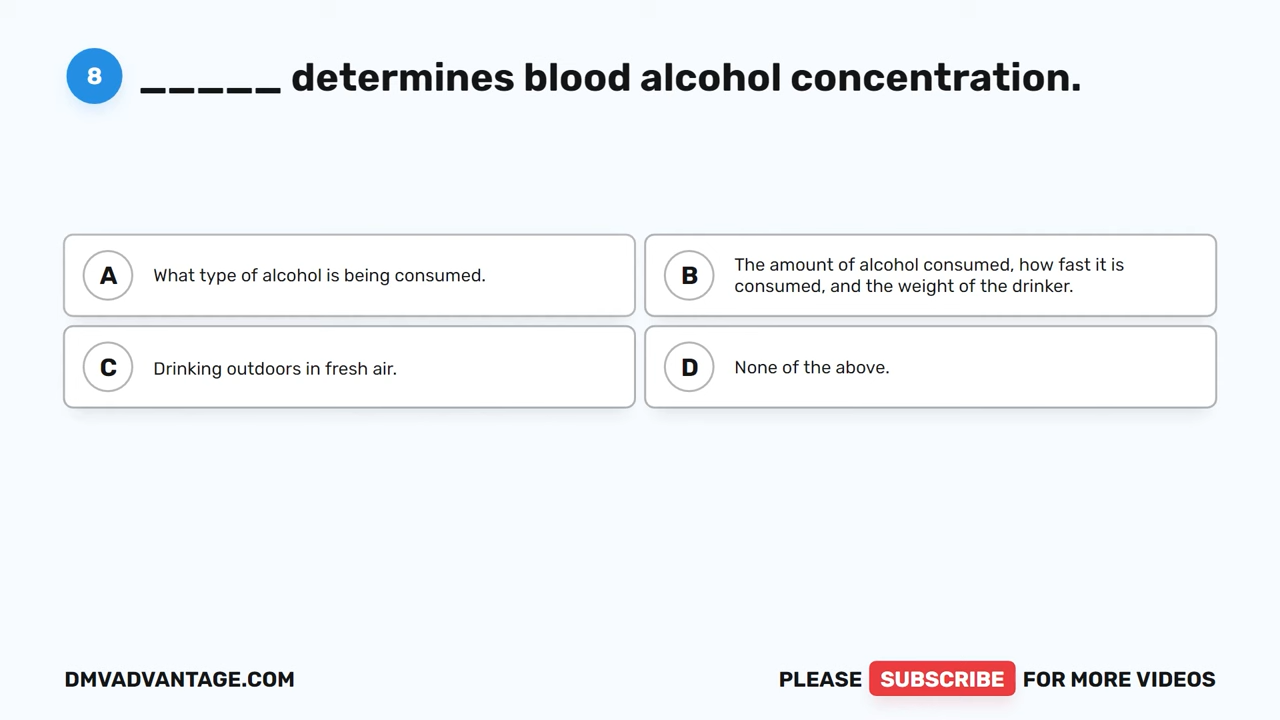 8 _____ determines blood alcohol concentration.
A What type of alcohol is being consumed.
B The amount of alcohol consumed, how fast it is
consumed, and the weight of the drinker.
C Drinking outdoors in fresh air.
D None of the above.
DMVADVANTAGE.COM
PLEASE SUBSCRIBE FOR MORE VIDEOS